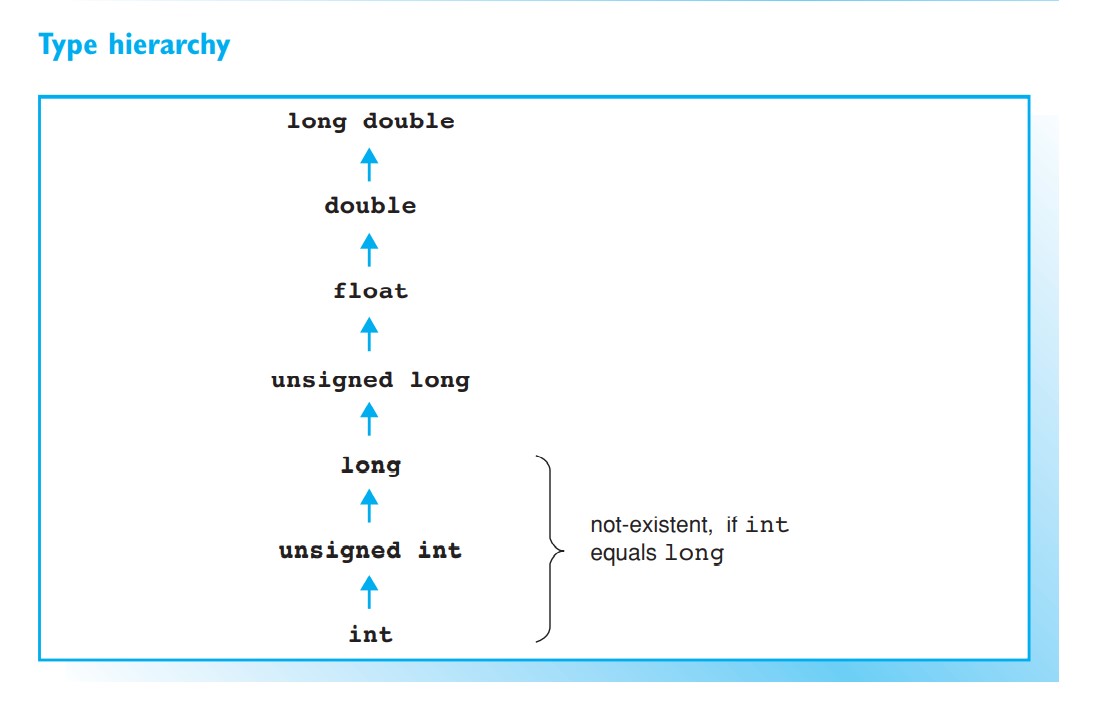 Type hierarchy
long double
double
float
unsigned long
long
unsigned int
int
not-existent, if int
equals long